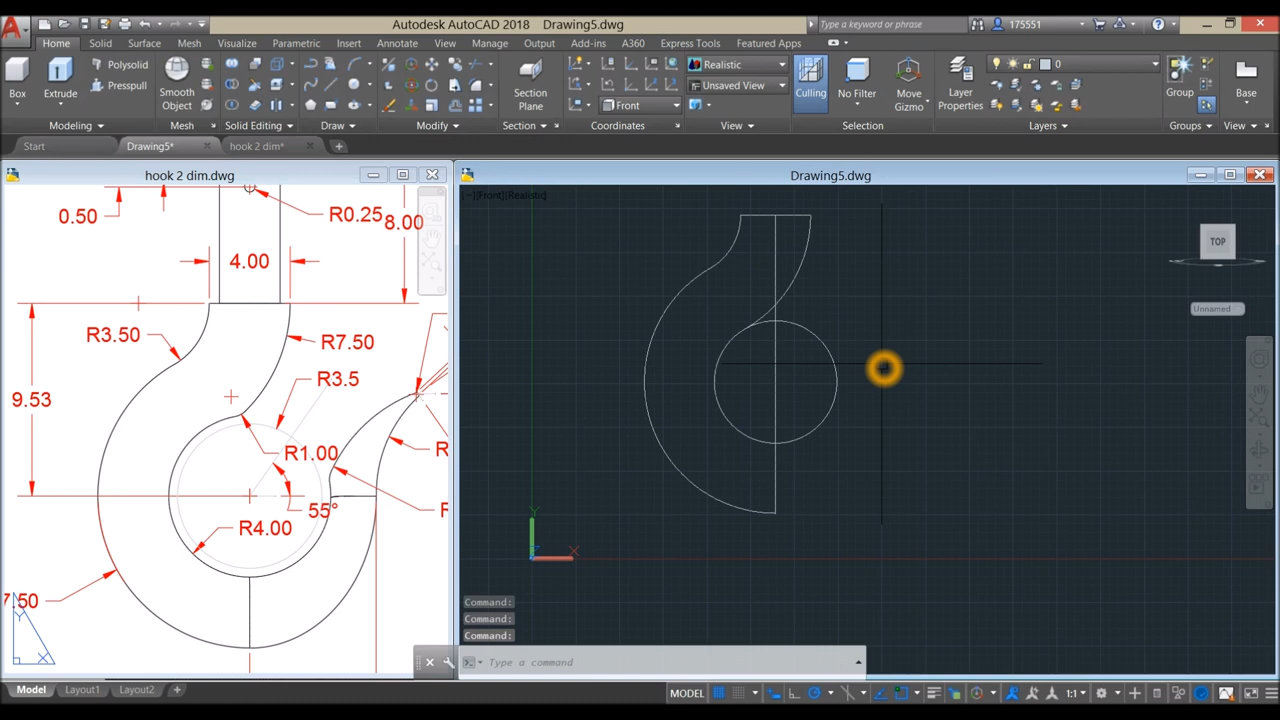 Autodesk AutoCAD 2018 Drawing5.dwg
Type a keyword or phrase
175551
Home Solid Surface Mesh Visualize Parametric Insert Annotate View Manage Output Add-ins A360 Express Tools Featured Apps
Box
Extrude
Polysolid
Presspull
Smooth
Object
Section
Plane
Realistic
Unsaved View
Front
Culling
No Filter
Move
Gizmo
Layer
Properties
0
Group
Base
Modeling
Mesh
Solid Editing
Draw
Modify
Section
Coordinates
View
Selection
Layers
Groups
View
Start
Drawing5*
hook 2 dim*
hook 2 dim.dwg
Drawing5.dwg
[−][Front][Realistic]
0.50
R0.25
8.00
4.00
R3.50
R7.50
9.53
R3.5
R1.00
R
55°
R4.00
7.50
Y
X
Y
X
TOP
Unnamed
Command:
Command:
Command:
Type a command
Model
Layout1
Layout2
MODEL
1:1